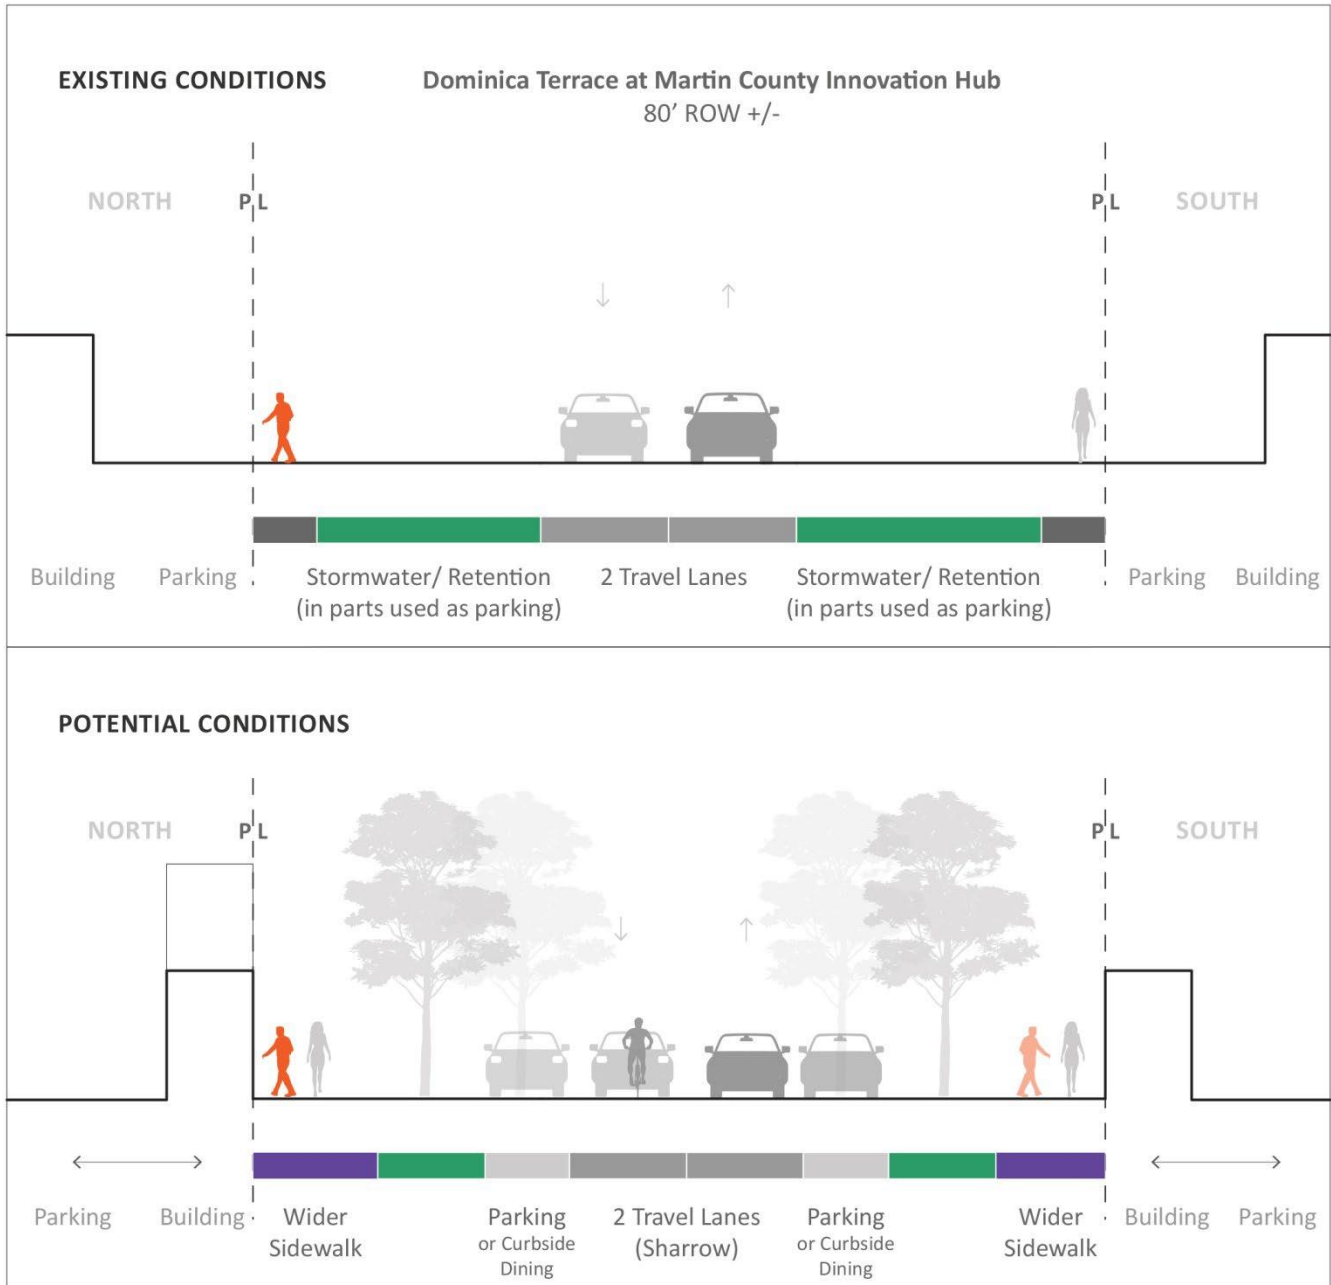 EXISTING CONDITIONS
Dominica Terrace at Martin County Innovation Hub
80’ ROW +/-
NORTH
PL
PL
SOUTH
Building
Parking
Stormwater/ Retention
(in parts used as parking)
2 Travel Lanes
Stormwater/ Retention
(in parts used as parking)
Parking
Building
POTENTIAL CONDITIONS
NORTH
PL
PL
SOUTH
Parking
Building
Wider
Sidewalk
Parking
or Curbside
Dining
2 Travel Lanes
(Sharrow)
Parking
or Curbside
Dining
Wider
Sidewalk
Building
Parking